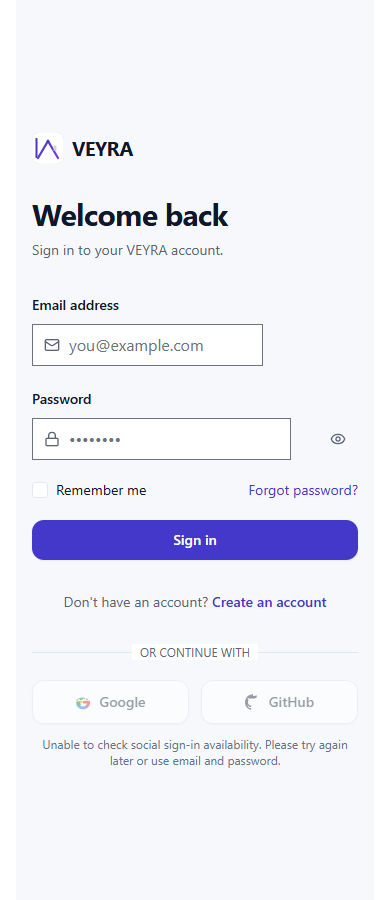 VEYRA
Welcome back
Sign in to your VEYRA account.
Email address
you@example.com
Password
••••••••
Remember me
Forgot password?
Sign in
Don't have an account? Create an account
OR CONTINUE WITH
Google
GitHub
Unable to check social sign-in availability. Please try again
later or use email and password.